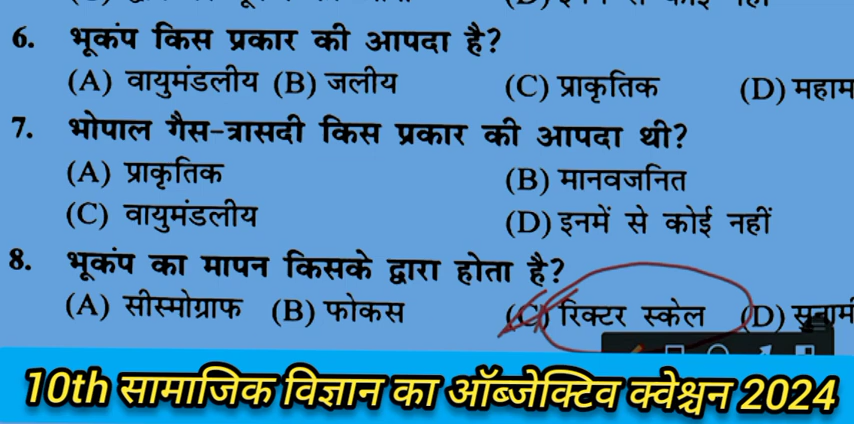 6. भूकंप किस प्रकार की आपदा है?
(A) वायुमंडलीय (B) जलीय (C) प्राकृतिक (D)
7. भोपाल गैस-त्रासदी किस प्रकार की आपदा थी?
(A) प्राकृतिक (B) मानवजनित
(C) वायुमंडलीय (D) इनमें से कोई नहीं
8. भूकंप का मापन किसके द्वारा होता है?
(A) सीस्मोग्राफ (B) फोकस (C) रिक्टर स्केल (D)
10th सामाजिक विज्ञान का ऑब्जेक्टिव क्वेश्चन 2024